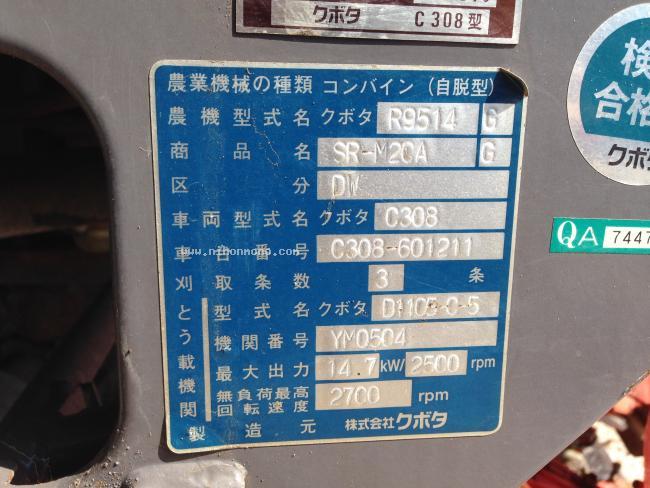 クボタ C308型
農業機械の種類 コンバイン (自脱型)
農機型式名 クボタ R9514 G
商品名 SR-M20A G
区分 DW
車両型式名 クボタ C308
車台番号 C308-601211
www.nihonmono.com
刈取条数 3 条
とう載機関
型式名 クボタ D1105-C-5
機関番号 YM0504
最大出力 14.7 kW/ 2500 rpm
無負荷最高回転速度 2700 rpm
製造元 株式会社クボタ
合格
クボタ
QA 7447